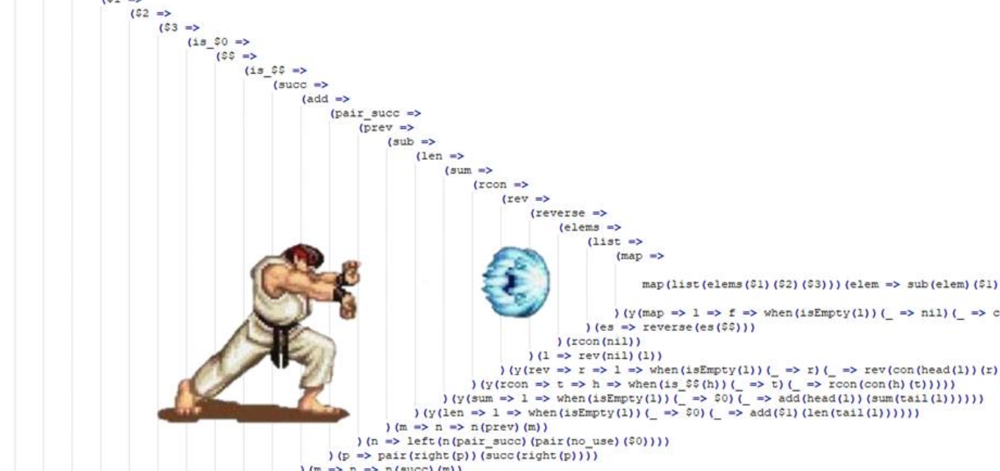 ($1 =>
($2 =>
($3 =>
(is_$0 =>
($$ =>
(is_$$ =>
(succ =>
(add =>
(pair_succ =>
(prev =>
(sub =>
(len =>
(sum =>
(rcon =>
(rev =>
(reverse =>
(elems =>
(list =>
(map =>
map(list(elems($1)($2)($3)))(elem => sub(elem)($1)
)(y(map => l => f => when(isEmpty(l))(_ => nil)(_ => c
)(es => reverse(es($$)))
)(rcon(nil))
)(l => rev(nil)(l))
)(y(rev => r => l => when(isEmpty(l))(_ => r)(_ => rev(con(head(l))(r)
)(y(rcon => t => h => when(is_$$(h))(_ => t)(_ => rcon(con(h)(t)))))
)(y(sum => l => when(isEmpty(l))(_ => $0)(_ => add(head(l))(sum(tail(l))))))
)(y(len => l => when(isEmpty(l))(_ => $0)(_ => add($1)(len(tail(l))))))
)(m => n => n(prev)(m))
)(n => left(n(pair_succ)(pair(no_use)($0))))
)(p => pair(right(p))(succ(right(p))))
)(m => n => n(succ)(m))